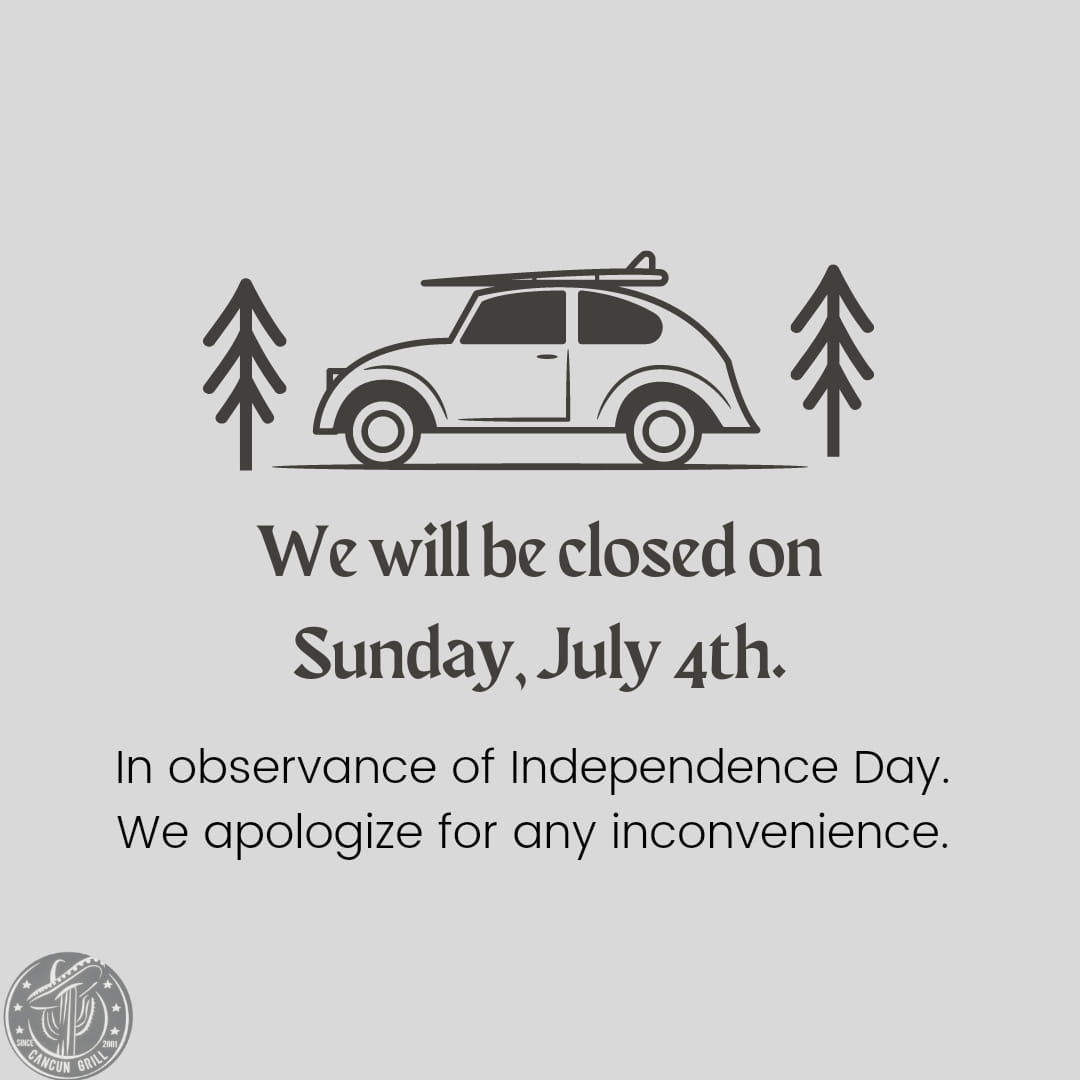 We will be closed on
Sunday, July 4th.
In observance of Independence Day.
We apologize for any inconvenience.
SINCE 2001
CANCUN GRILL